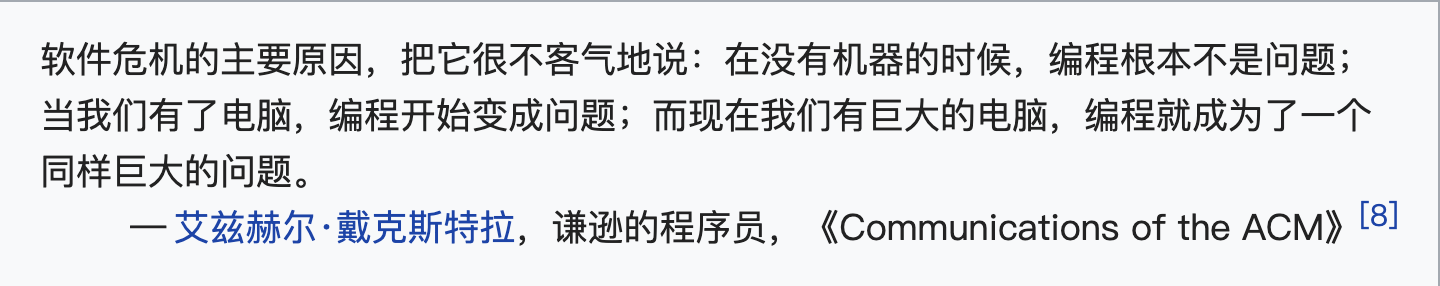 软件危机的主要原因，把它很不客气地说：在没有机器的时候，编程根本不是问题；
当我们有了电脑，编程开始变成问题；而现在我们有巨大的电脑，编程就成为了一个
同样巨大的问题。
— 艾兹赫尔·戴克斯特拉，谦逊的程序员，《Communications of the ACM》[8]